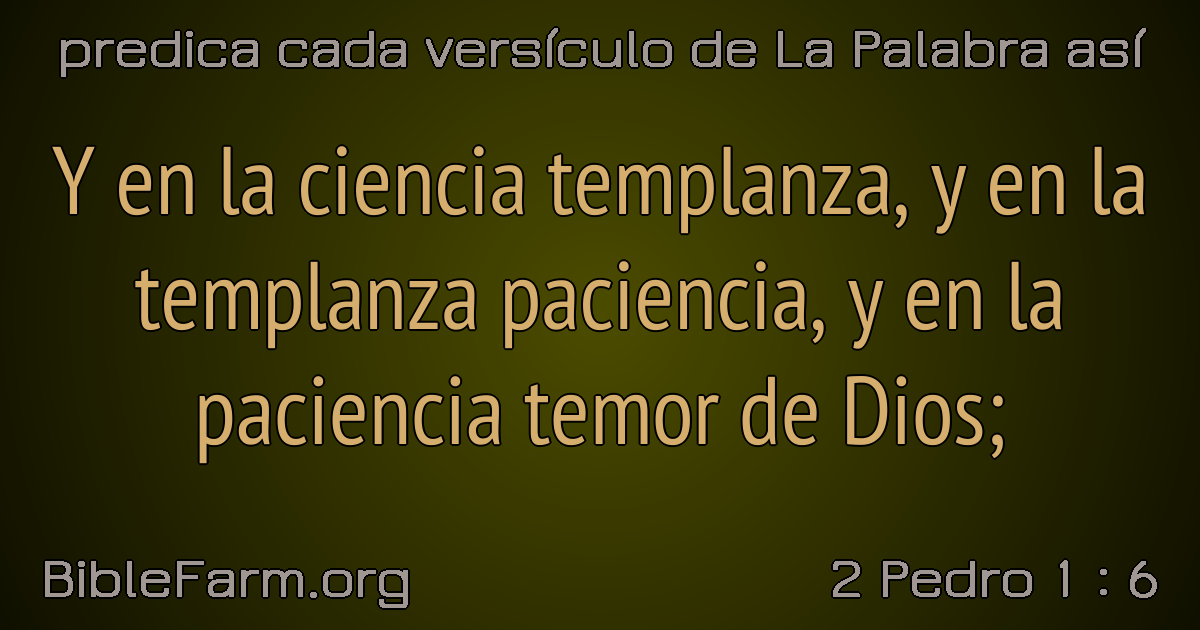 predica cada versículo de La Palabra así
Y en la ciencia templanza, y en la
templanza paciencia, y en la
paciencia temor de Dios;
BibleFarm.org
2 Pedro 1 : 6